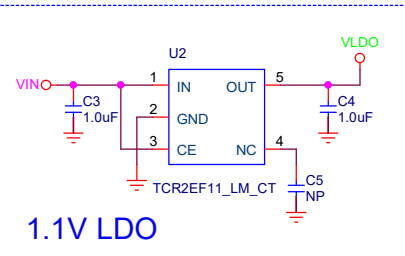 VLDO
U2
VIN
1 IN OUT 5
C3
1.0uF
2 GND
C4
1.0uF
3 CE NC 4
TCR2EF11_LM_CT
C5
NP
1.1V LDO